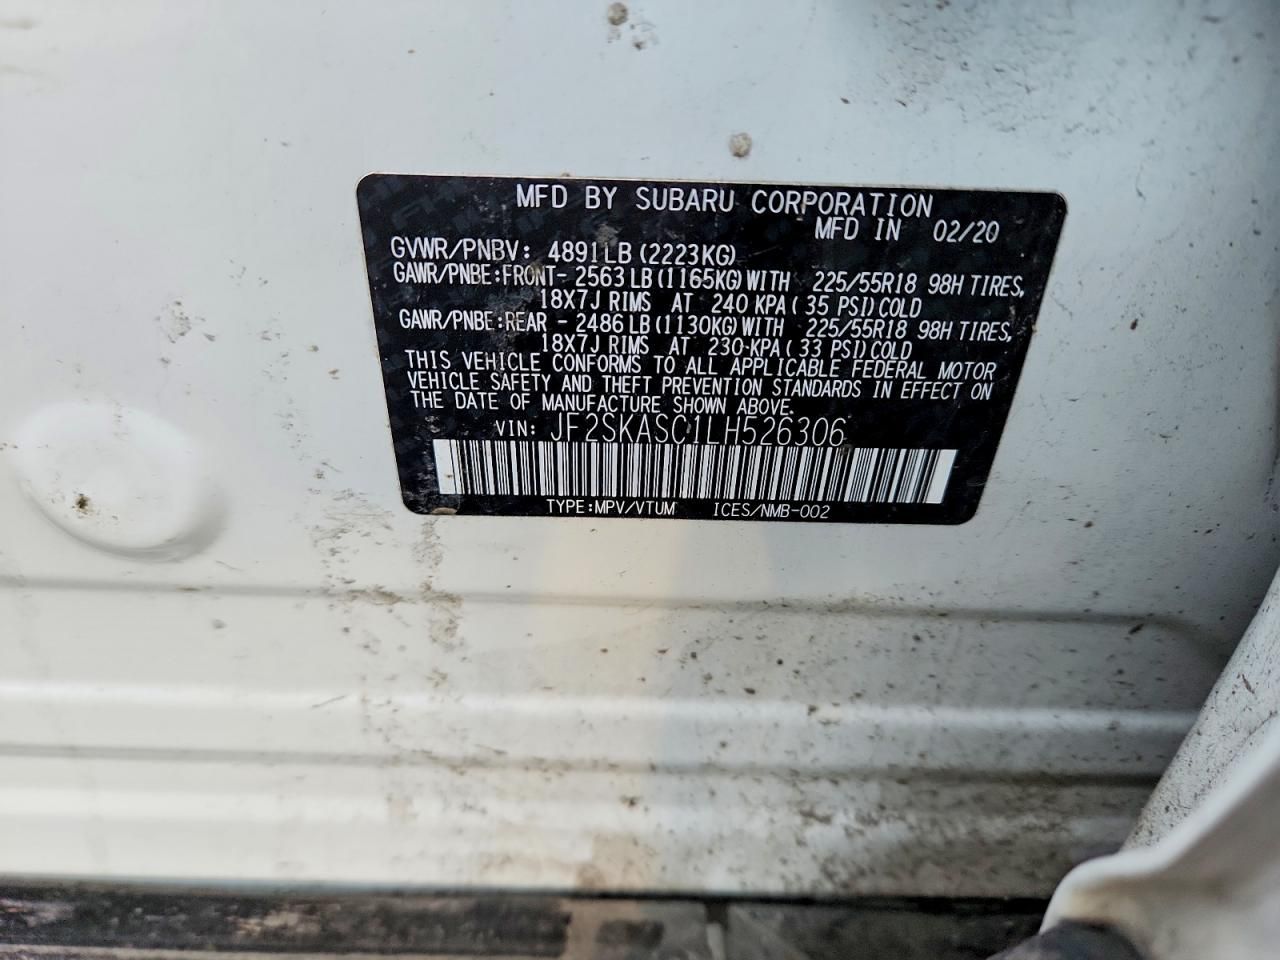 MFD BY SUBARU CORPORATION
MFD IN 02/20
GVWR/PNBV: 4891LB (2223KG)
GAWR/PNBE:FRONT- 2563LB (1165KG) WITH 225/55R18 98H TIRES,
18X7J RIMS AT 240 KPA (35 PSI) COLD
GAWR/PNBE:REAR - 2486LB (1130KG) WITH 225/55R18 98H TIRES,
18X7J RIMS AT 230 KPA (33 PSI) COLD
THIS VEHICLE CONFORMS TO ALL APPLICABLE FEDERAL MOTOR
VEHICLE SAFETY AND THEFT PREVENTION STANDARDS IN EFFECT ON
THE DATE OF MANUFACTURE SHOWN ABOVE.
VIN: JF2SKASC1LH526306
TYPE:MPV/VTUM ICES/NMB-002